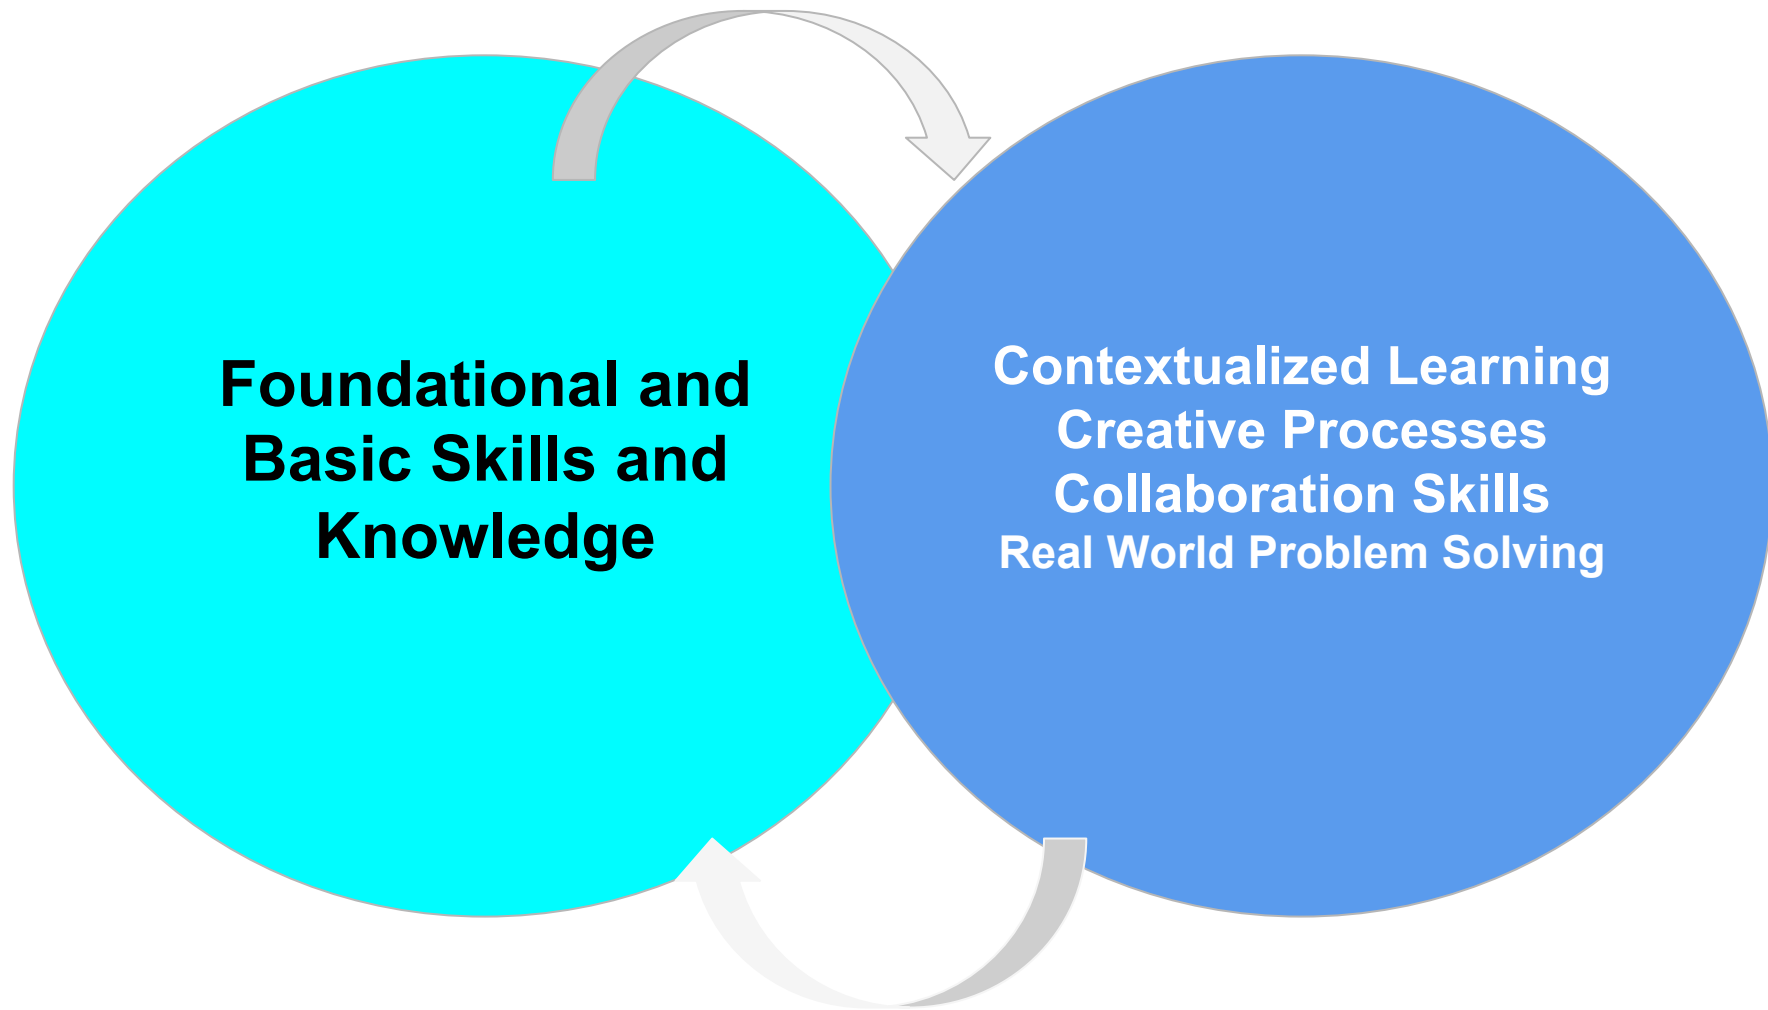 Foundational and
Basic Skills and
Knowledge
Contextualized Learning
Creative Processes
Collaboration Skills
Real World Problem Solving